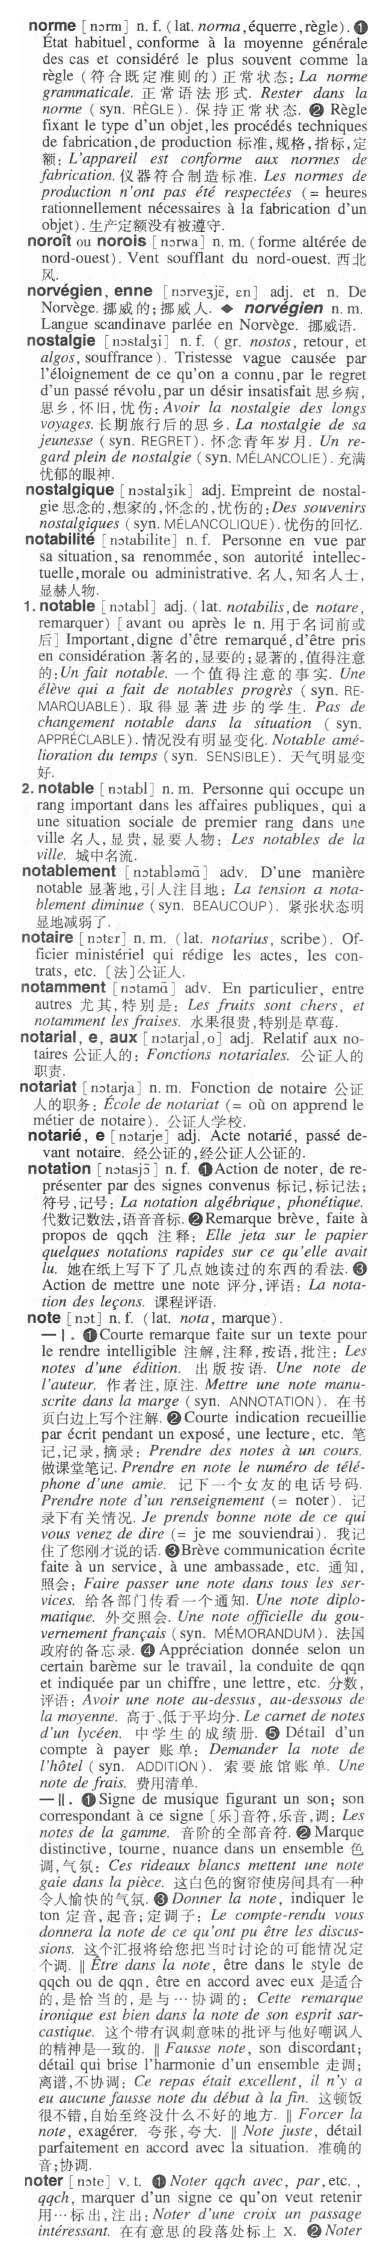 norme [nɔrm] n. f. (lat. norma, équerre, règle). ❶
État habituel, conforme à la moyenne générale
des cas et considéré le plus souvent comme la
règle (符合既定准则的)正常状态: La norme
grammaticale. 正常语法形式. Rester dans la
norme (syn. RÈGLE). 保持正常状态. ❷ Règle
fixant le type d'un objet, les procédés techniques
de fabrication, de production 标准,规格,指标,定
额: L'appareil est conforme aux normes de
fabrication. 仪器符合制造标准. Les normes de
production n'ont pas été respectées (= heures
rationnellement nécessaires à la fabrication d'un
objet). 生产定额没有被遵守.
noroît ou norois [nɔrwa] n. m. (forme altérée de
nord-ouest). Vent soufflant du nord-ouest. 西北
风.
norvégien, enne [nɔrveʒjɛ̃, ɛn] adj. et n. De
Norvège. 挪威的; 挪威人. ◆ norvégien n. m.
Langue scandinave parlée en Norvège. 挪威语.
nostalgie [nɔstalʒi] n. f. (gr. nostos, retour, et
algos, souffrance). Tristesse vague causée par
l'éloignement de ce qu'on a connu, par le regret
d'un passé révolu, par un désir insatisfait 思乡病,
思乡, 怀旧, 忧伤: Avoir la nostalgie des longs
voyages. 长期旅行后的思乡. La nostalgie de sa
jeunesse (syn. REGRET). 怀念青年岁月. Un re-
gard plein de nostalgie (syn. MÉLANCOLIE). 充满
忧郁的眼神.
nostalgique [nɔstalʒik] adj. Empreint de nostal-
gie 思念的,想家的,怀念的,忧伤的: Des souvenirs
nostalgiques (syn. MÉLANCOLIQUE). 忧伤的回忆.
notabilité [nɔtabilite] n. f. Personne en vue par
sa situation, sa renommée, son autorité intellec-
tuelle, morale ou administrative. 名人,知名人士,
显赫人物.
1. notable [nɔtabl] adj. (lat. notabilis, de notare,
remarquer) [avant ou après le n. 用于名词前或
后] Important, digne d'être remarqué, d'être pris
en considération 著名的,显要的;显著的,值得注意
的: Un fait notable. 一个值得注意的事实. Une
élève qui a fait de notables progrès (syn. RE-
MARQUABLE). 取得显著进步的学生. Pas de
changement notable dans la situation (syn.
APPRÉCLABLE). 情况没有明显变化. Notable amé-
lioration du temps (syn. SENSIBLE). 天气明显变
好.
2. notable [nɔtabl] n. m. Personne qui occupe un
rang important dans les affaires publiques, qui a
une situation sociale de premier rang dans une
ville 名人,显贵,显要人物: Les notables de la
ville. 城中名流.
notablement [nɔtabləmɑ̃] adv. D'une manière
notable 显著地,引人注目地: La tension a nota-
blement diminue (syn. BEAUCOUP). 紧张状态明
显地减弱了.
notaire [nɔtɛr] n. m. (lat. notarius, scribe). Of-
ficier ministériel qui rédige les actes, les con-
trats, etc. 〔法〕公证人.
notamment [nɔtamɑ̃] adv. En particulier, entre
autres 尤其,特别是: Les fruits sont chers, et
notamment les fraises. 水果很贵,特别是草莓.
notarial, e, aux [nɔtarjal, o] adj. Relatif aux no-
taires 公证人的: Fonctions notariales. 公证人的
职责.
notariat [nɔtarja] n. m. Fonction de notaire 公证
人的职务: École de notariat (= où on apprend le
métier de notaire). 公证人学校.
notarié, e [nɔtarje] adj. Acte notarié, passé de-
vant notaire. 经公证的,经公证人公证的.
notation [nɔtasjɔ̃] n. f. ❶Action de noter, de re-
présenter par des signes convenus 标记,标记法;
符号,记号: La notation algébrique, phonétique.
代数记数法,语音音标. ❷Remarque brève, faite à
propos de qqch 注释: Elle jeta sur le papier
quelques notations rapides sur ce qu'elle avait
lu. 她在纸上写下了几点她读过的东西的看法. ❸
Action de mettre une note 评分,评语: La nota-
tion des leçons. 课程评语.
note [nɔt] n. f. (lat. nota, marque).
— I. ❶Courte remarque faite sur un texte pour
le rendre intelligible 注解,注释,按语,批注: Les
notes d'une édition. 出版按语. Une note de
l'auteur. 作者注,原注. Mettre une note manu-
scrite dans la marge (syn. ANNOTATION). 在书
页白边上写个注解. ❷Courte indication recueillie
par écrit pendant un exposé, une lecture, etc. 笔
记,记录,摘录: Prendre des notes à un cours.
做课堂笔记. Prendre en note le numéro de télé-
phone d'une amie. 记下一个女友的电话号码.
Prendre note d'un renseignement (= noter). 记
录下有关情况. Je prends bonne note de ce qui
vous venez de dire (= je me souviendrai). 我记
住了您刚才说的话. ❸Brève communication écrite
faite à un service, à une ambassade, etc. 通知,
照会: Faire passer une note dans tous les ser-
vices. 给各部门传看一个通知. Une note diplo-
matique. 外交照会. Une note officielle du gou-
vernement français (syn. MÉMORANDUM). 法国
政府的备忘录. ❹ Appréciation donnée selon un
certain barème sur le travail, la conduite de qqn
et indiquée par un chiffre, une lettre, etc. 分数,
评语: Avoir une note au-dessus, au-dessous de
la moyenne. 高于、低于平均分. Le carnet de notes
d'un lycéen. 中学生的成绩册. ❺ Détail d'un
compte à payer 账单: Demander la note de
l'hôtel (syn. ADDITION). 索要旅馆账单. Une
note de frais. 费用清单.
— II. ❶Signe de musique figurant un son; son
correspondant à ce signe [乐]音符,乐音,调: Les
notes de la gamme. 音阶的全部音符. ❷ Marque
distinctive, tourne, nuance dans un ensemble 色
调,气氛: Ces rideaux blancs mettent une note
gaie dans la pièce. 这白色的窗帘使房间具有一种
令人愉快的气氛. ❸ Donner la note, indiquer le
ton 定音,起音; 定调子: Le compte-rendu vous
donnera la note de ce qu'ont pu être les discus-
sions. 这个汇报将给您把当时讨论的可能情况定
个调. ‖ Être dans la note, être dans le style de
qqch ou de qqn, être en accord avec eux 是适合
的,是恰当的,是与…协调的: Cette remarque
ironique est bien dans la note de son esprit sar-
castique. 这个带有讽刺意味的批评与他好嘲讽人
的精神是一致的. ‖ Fausse note, son discordant;
détail qui brise l'harmonie d'un ensemble 走调;
离谱,不协调: Ce repas était excellent, il n'y a
eu aucune fausse note du début à la fin. 这顿饭
很不错,自始至终没什么不好的地方. ‖ Forcer la
note, exagérer. 夸张,夸大. ‖ Note juste, détail
parfaitement en accord avec la situation. 准确的
音;协调.
noter [nɔte] v. t. ❶ Noter qqch avec, par, etc.,
qqch, marquer d'un signe ce qu'on veut retenir
用…标出,注出: Noter d'une croix un passage
intéressant. 在有意思的段落处标上 X. ❷ Noter